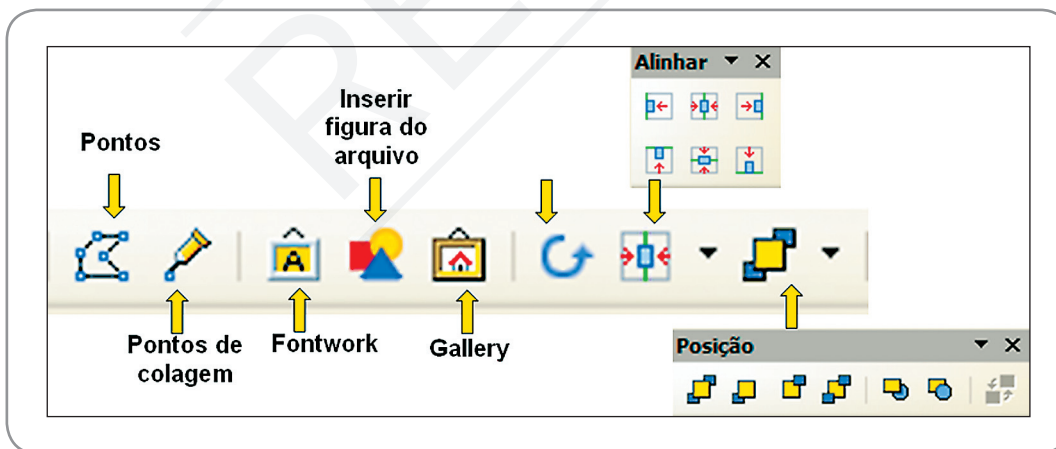 Alinhar
Inserir
figura do
arquivo
Pontos
A
Pontos de
colagem
Fontwork
Gallery
Posição